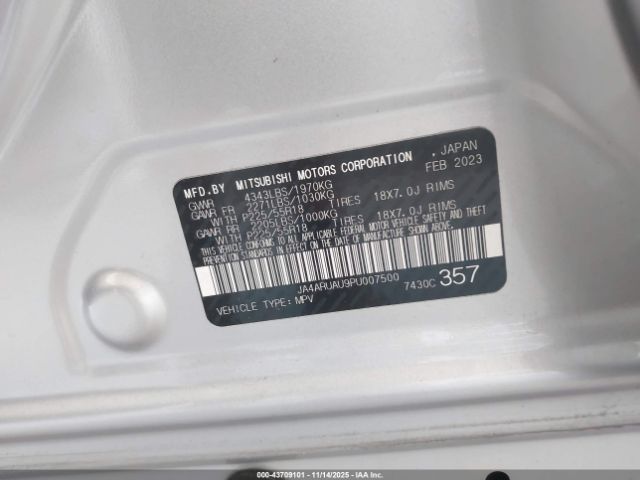 MFD.BY MITSUBISHI MOTORS CORPORATION , JAPAN
GVWR 4343LBS/1970KG FEB 2023
GAWR FR 2271LBS/1030KG
WITH P225/55R18 TIRES 18X7.0J RIMS
GAWR RR 2205LBS/1000KG
WITH P225/55R18 TIRES 18X7.0J RIMS
THIS VEHICLE CONFORMS TO ALL APPLICABLE FEDERAL MOTOR VEHICLE SAFETY AND THEFT
PREVENTION STANDARDS IN EFFECT ON THE DATE OF MANUFACTURE SHOWN ABOVE.
JA4ARUAU9PU007500 7430C 357
VEHICLE TYPE: MPV
000-43709101 - 11/14/2025 - IAAI.com